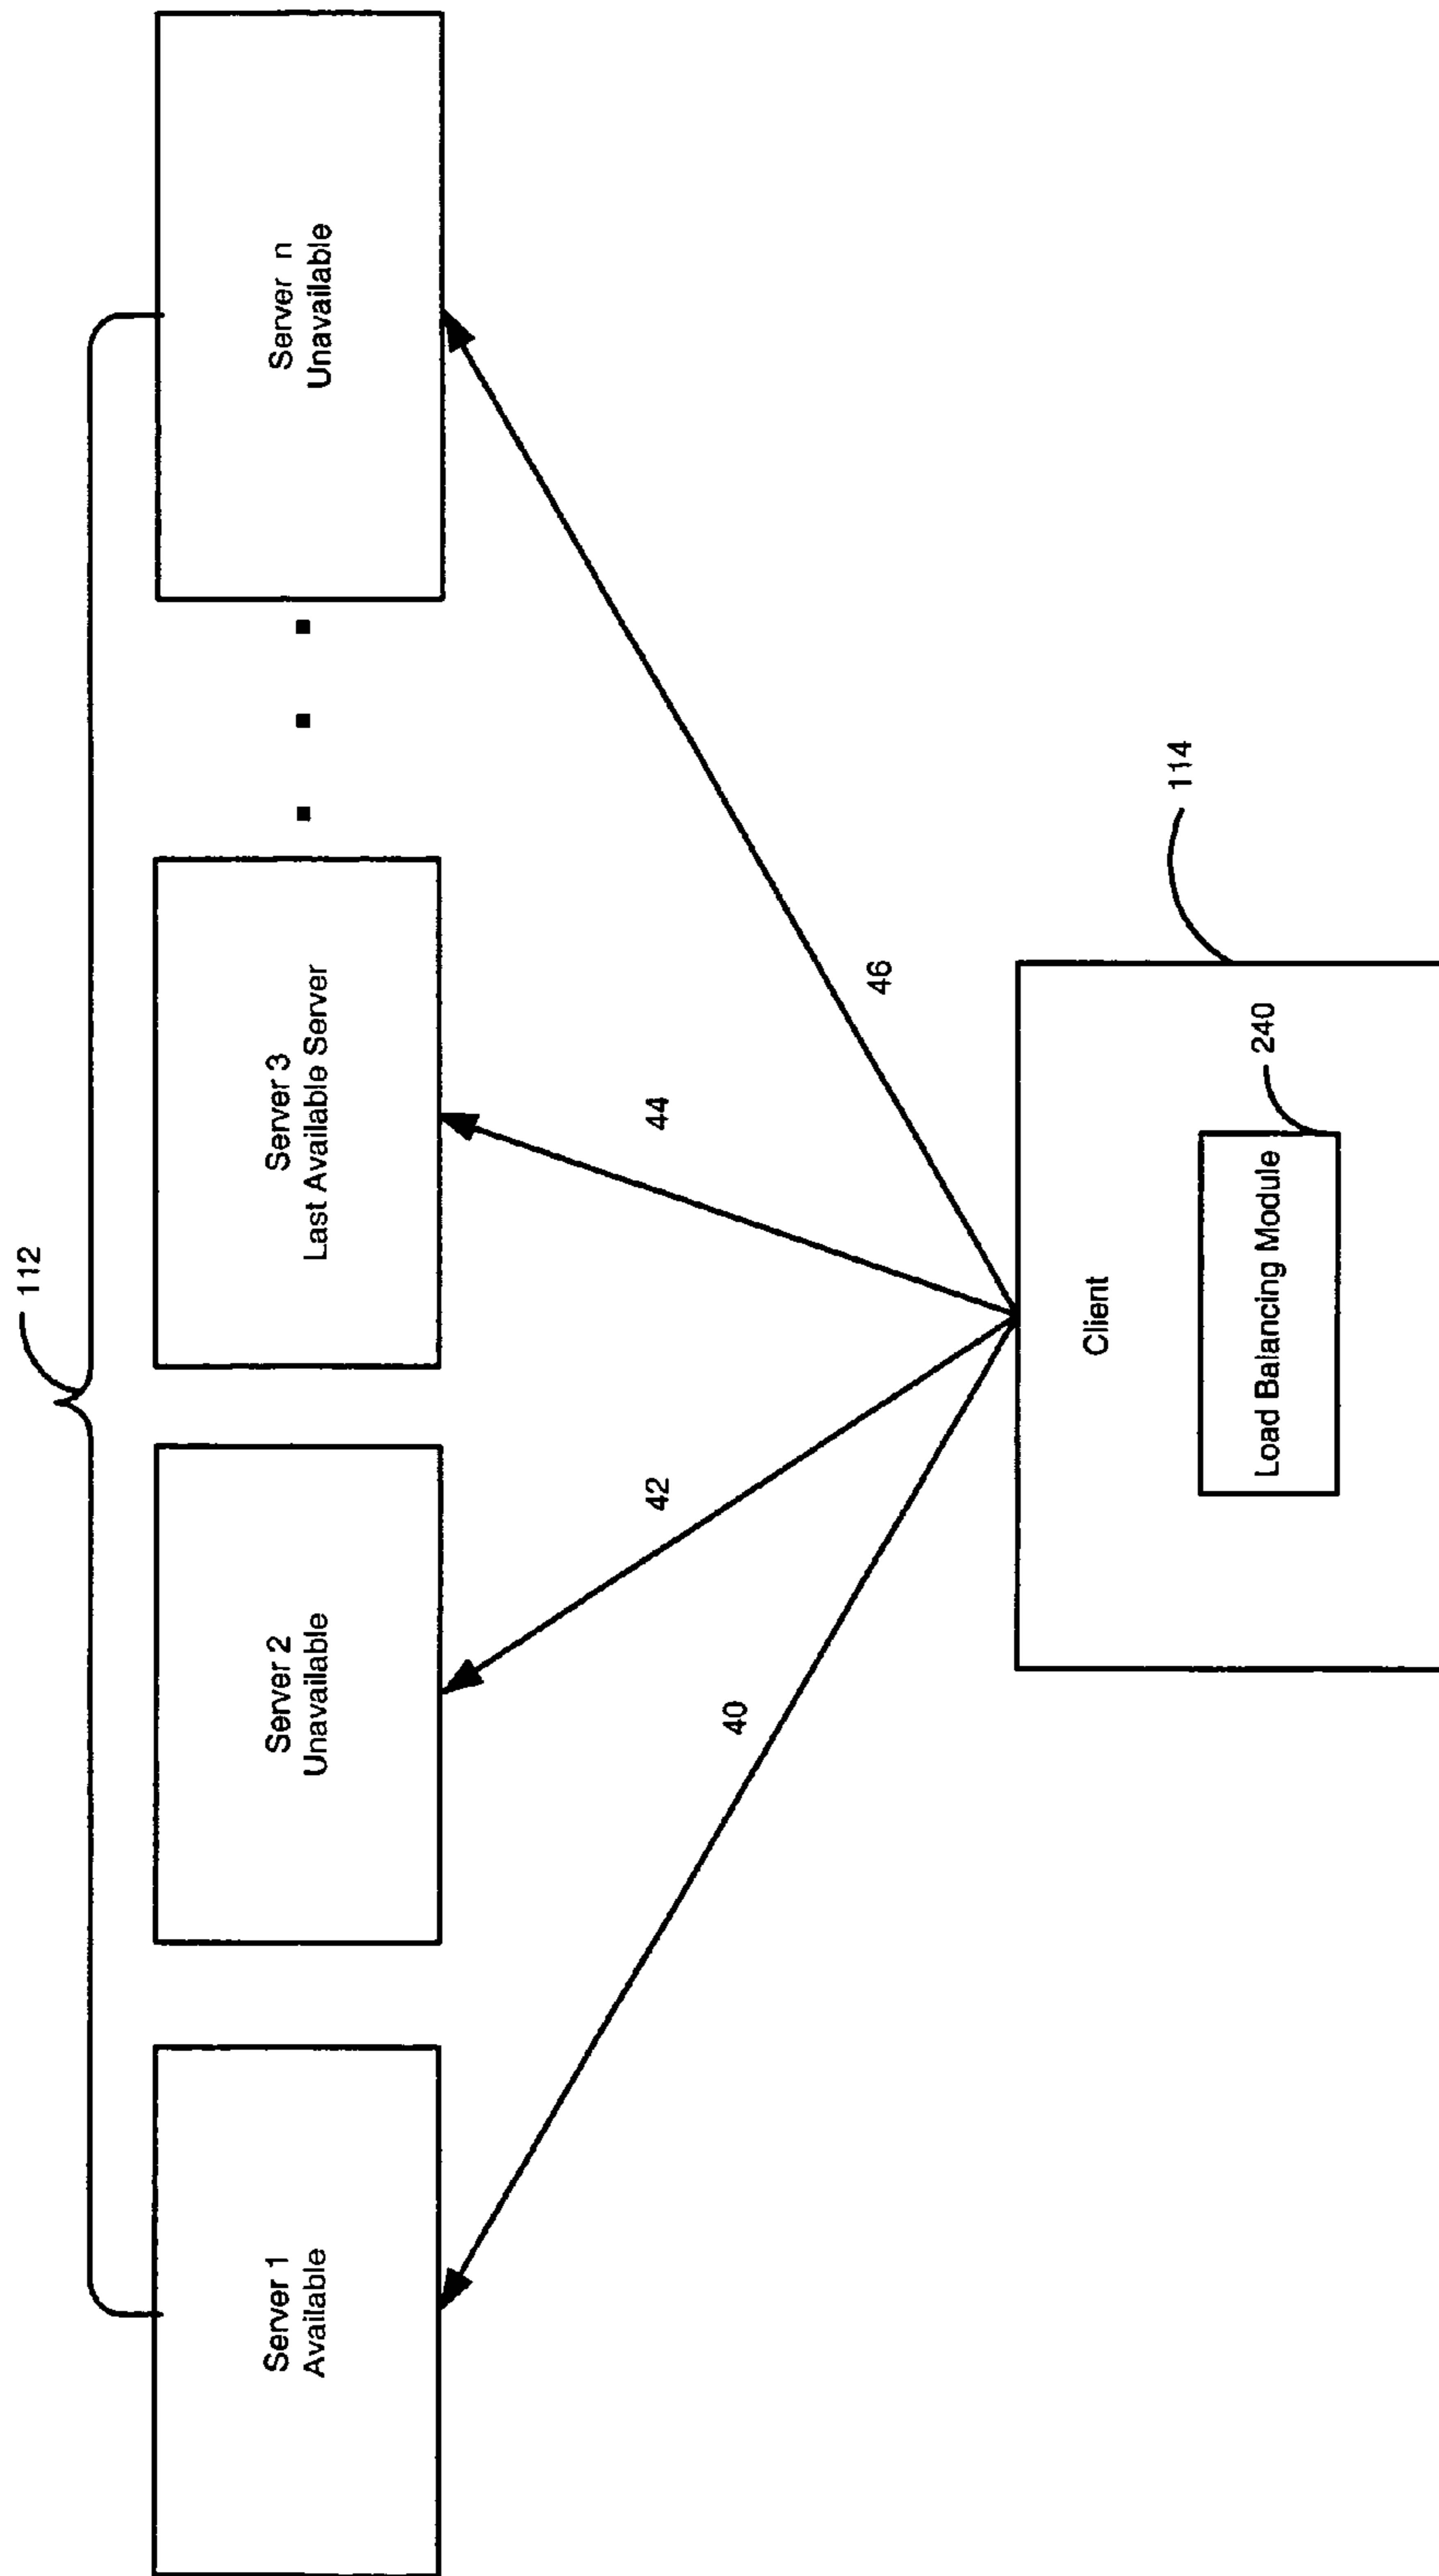 112
Server 1
Available
Server 2
Unavailable
Server 3
Last Available Server
Server n
Unavailable
40
42
44
46
Client
114
Load Balancing Module
240